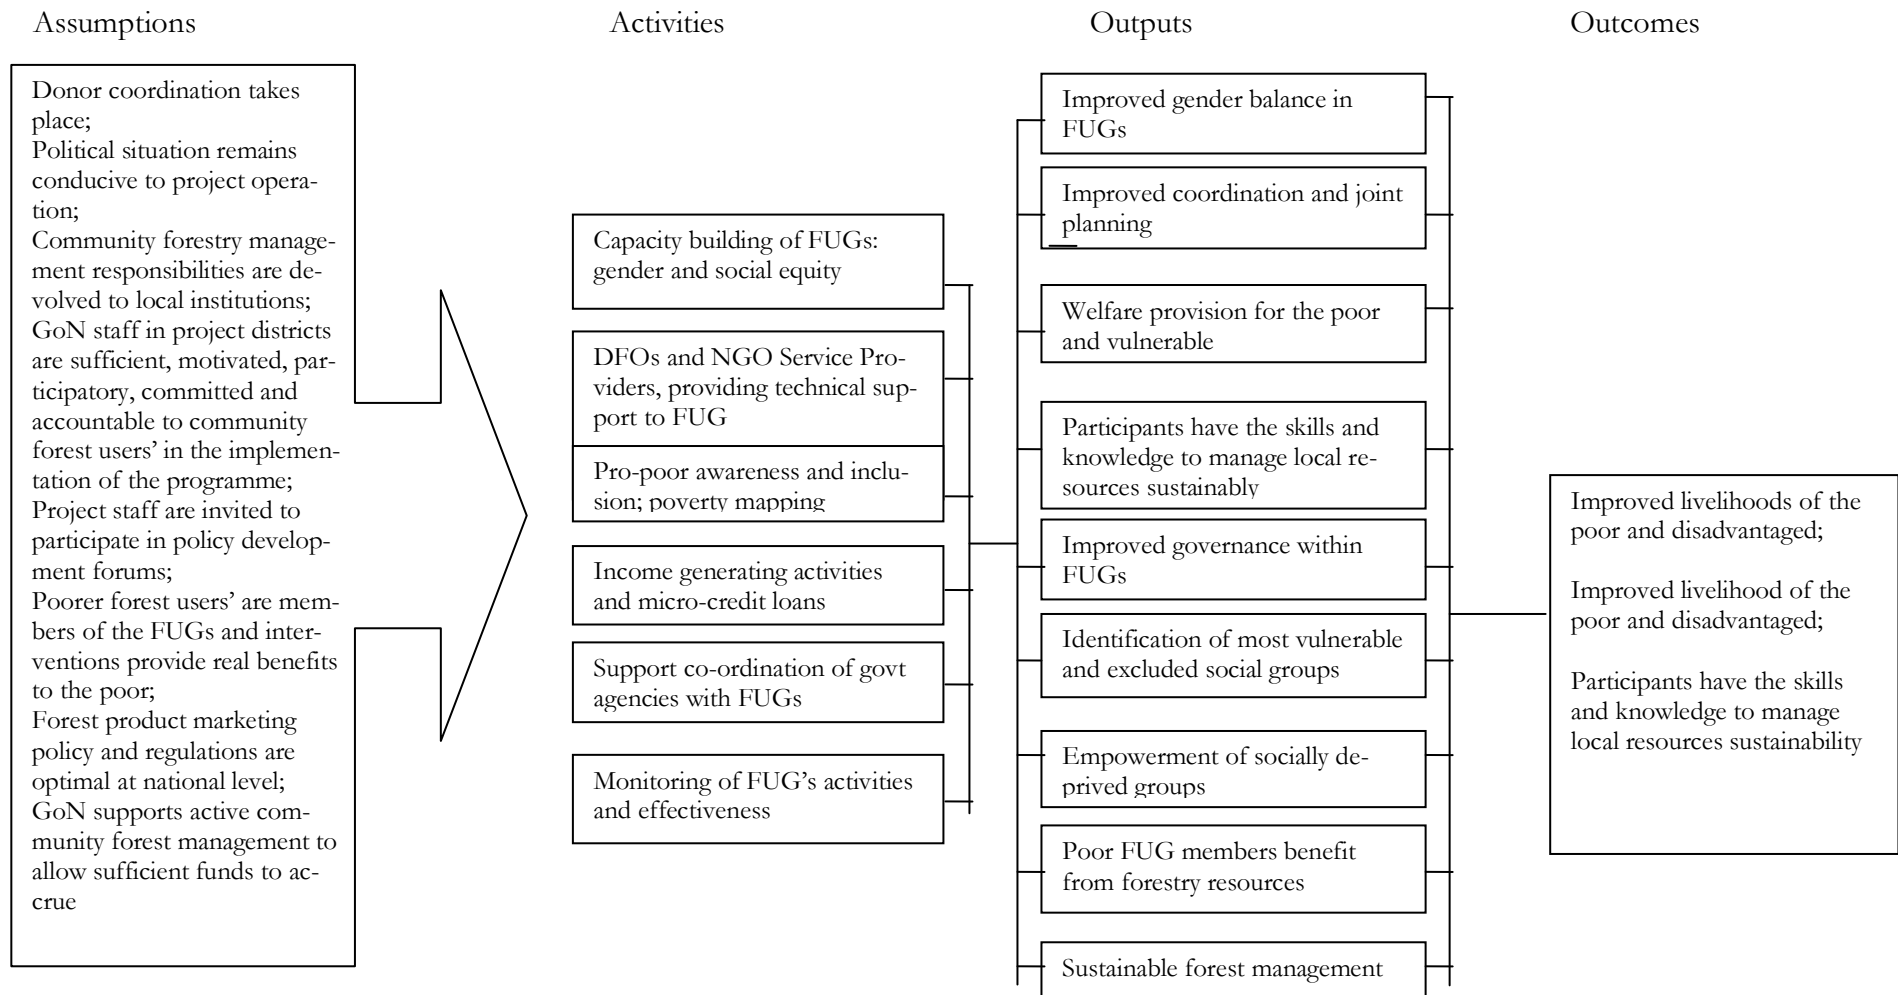 Assumptions
Activities
Outputs
Outcomes
Donor coordination takes
place;
Political situation remains
conducive to project opera-
tion;
Community forestry manage-
ment responsibilities are de-
volved to local institutions;
GoN staff in project districts
are sufficient, motivated, par-
ticipatory, committed and
accountable to community
forest users’ in the implemen-
tation of the programme;
Project staff are invited to
participate in policy develop-
ment forums;
Poorer forest users’ are mem-
bers of the FUGs and inter-
ventions provide real benefits
to the poor;
Forest product marketing
policy and regulations are
optimal at national level;
GoN supports active com-
munity forest management to
allow sufficient funds to ac-
crue
Capacity building of FUGs:
gender and social equity
DFOs and NGO Service Pro-
viders, providing technical sup-
port to FUG
Pro-poor awareness and inclu-
sion; poverty mapping
Income generating activities
and micro-credit loans
Support co-ordination of govt
agencies with FUGs
Monitoring of FUG’s activities
and effectiveness
Improved gender balance in
FUGs
Improved coordination and joint
planning
Welfare provision for the poor
and vulnerable
Participants have the skills and
knowledge to manage local re-
sources sustainably
Improved governance within
FUGs
Identification of most vulnerable
and excluded social groups
Empowerment of socially de-
prived groups
Poor FUG members benefit
from forestry resources
Sustainable forest management
Improved livelihoods of the
poor and disadvantaged;
Improved livelihood of the
poor and disadvantaged;
Participants have the skills
and knowledge to manage
local resources sustainability